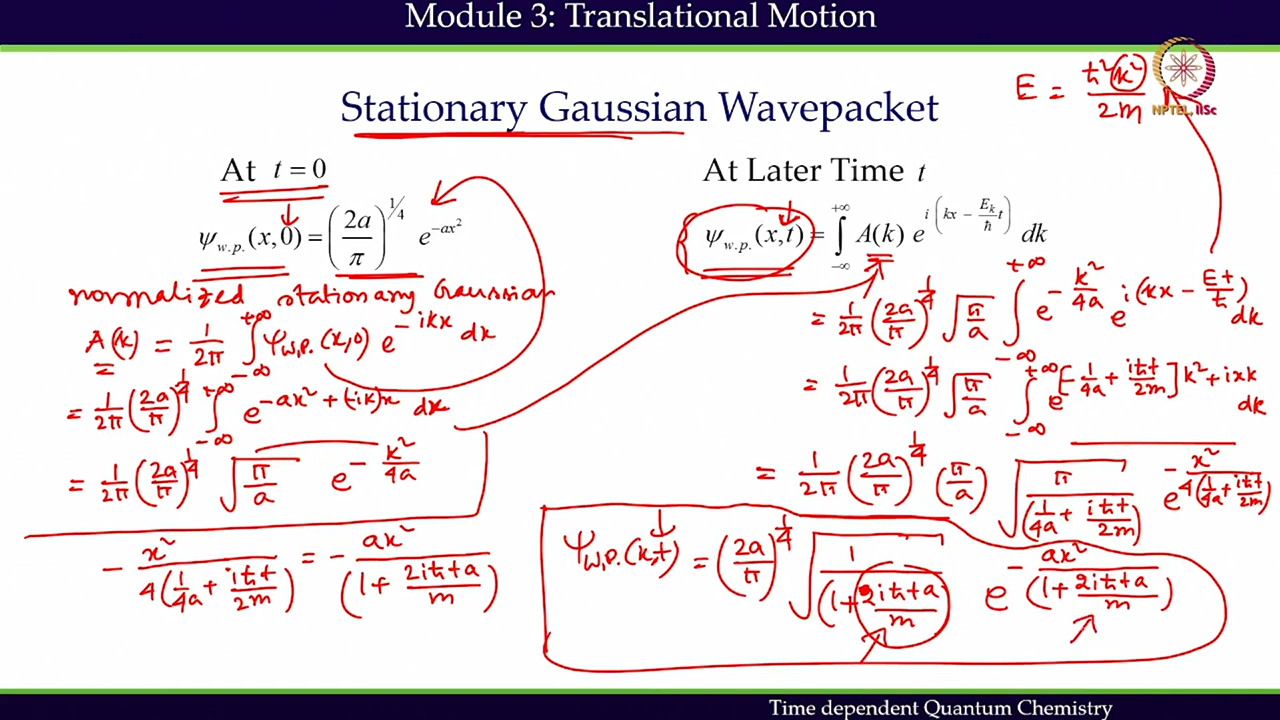 Module 3: Translational Motion
E = ħ²k²/2m
NPTEL, IISc
Stationary Gaussian Wavepacket
At t = 0
ψ_{w.p.}(x,0) = (2a/π)^{1/4} e^{-ax²}
normalized stationary Gaussian
A(k) = 1/2π ∫_{-∞}^{+∞} ψ_{W.P.}(x,0) e^{-ikx} dx
= 1/2π (2a/π)^{1/4} ∫_{-∞}^{+∞} e^{-ax² + (-ik)x} dx
= 1/2π (2a/π)^{1/4} √(π/a) e^{-k²/4a}
- x²/4(1/4a + iħt/2m) = - ax²/(1 + 2iħta/m)
At Later Time t
ψ_{w.p.}(x,t) = ∫_{-∞}^{+∞} A(k) e^{i(kx - E_k t/ħ)} dk
= 1/2π (2a/π)^{1/4} √(π/a) ∫_{-∞}^{+∞} e^{-k²/4a} e^{i(kx - Et/ħ)} dk
= 1/2π (2a/π)^{1/4} √(π/a) ∫_{-∞}^{+∞} e^{-[1/4a + iħt/2m]k² + ixk} dk
= 1/2π (2a/π)^{1/4} (π/a) √(π/(1/4a + iħt/2m)) e^{-x²/4(1/4a + iħt/2m)}
ψ_{W.P.}(x,t) = (2a/π)^{1/4} √(1/(1 + 2iħta/m)) e^{-ax²/(1 + 2iħta/m)}
Time dependent Quantum Chemistry